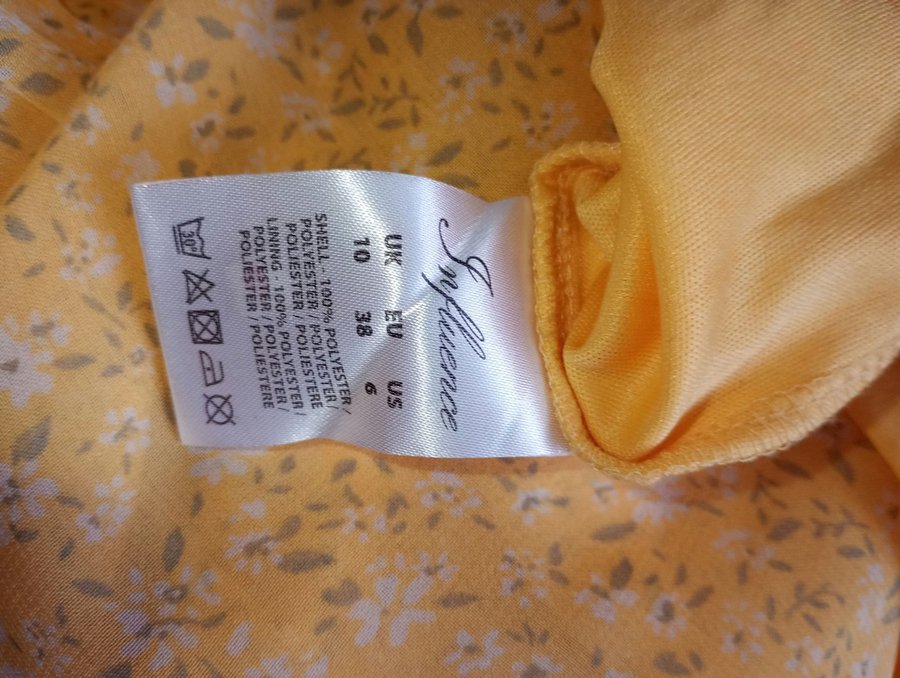 Influence
UK EU US
10 38 6
SHELL - 100% POLYESTER /
POLYESTER / POLYESTER /
POLIESTER / POLIESTERE
LINING - 100% POLYESTER /
POLYESTER / POLYESTER /
POLIESTER / POLIESTERE
30°